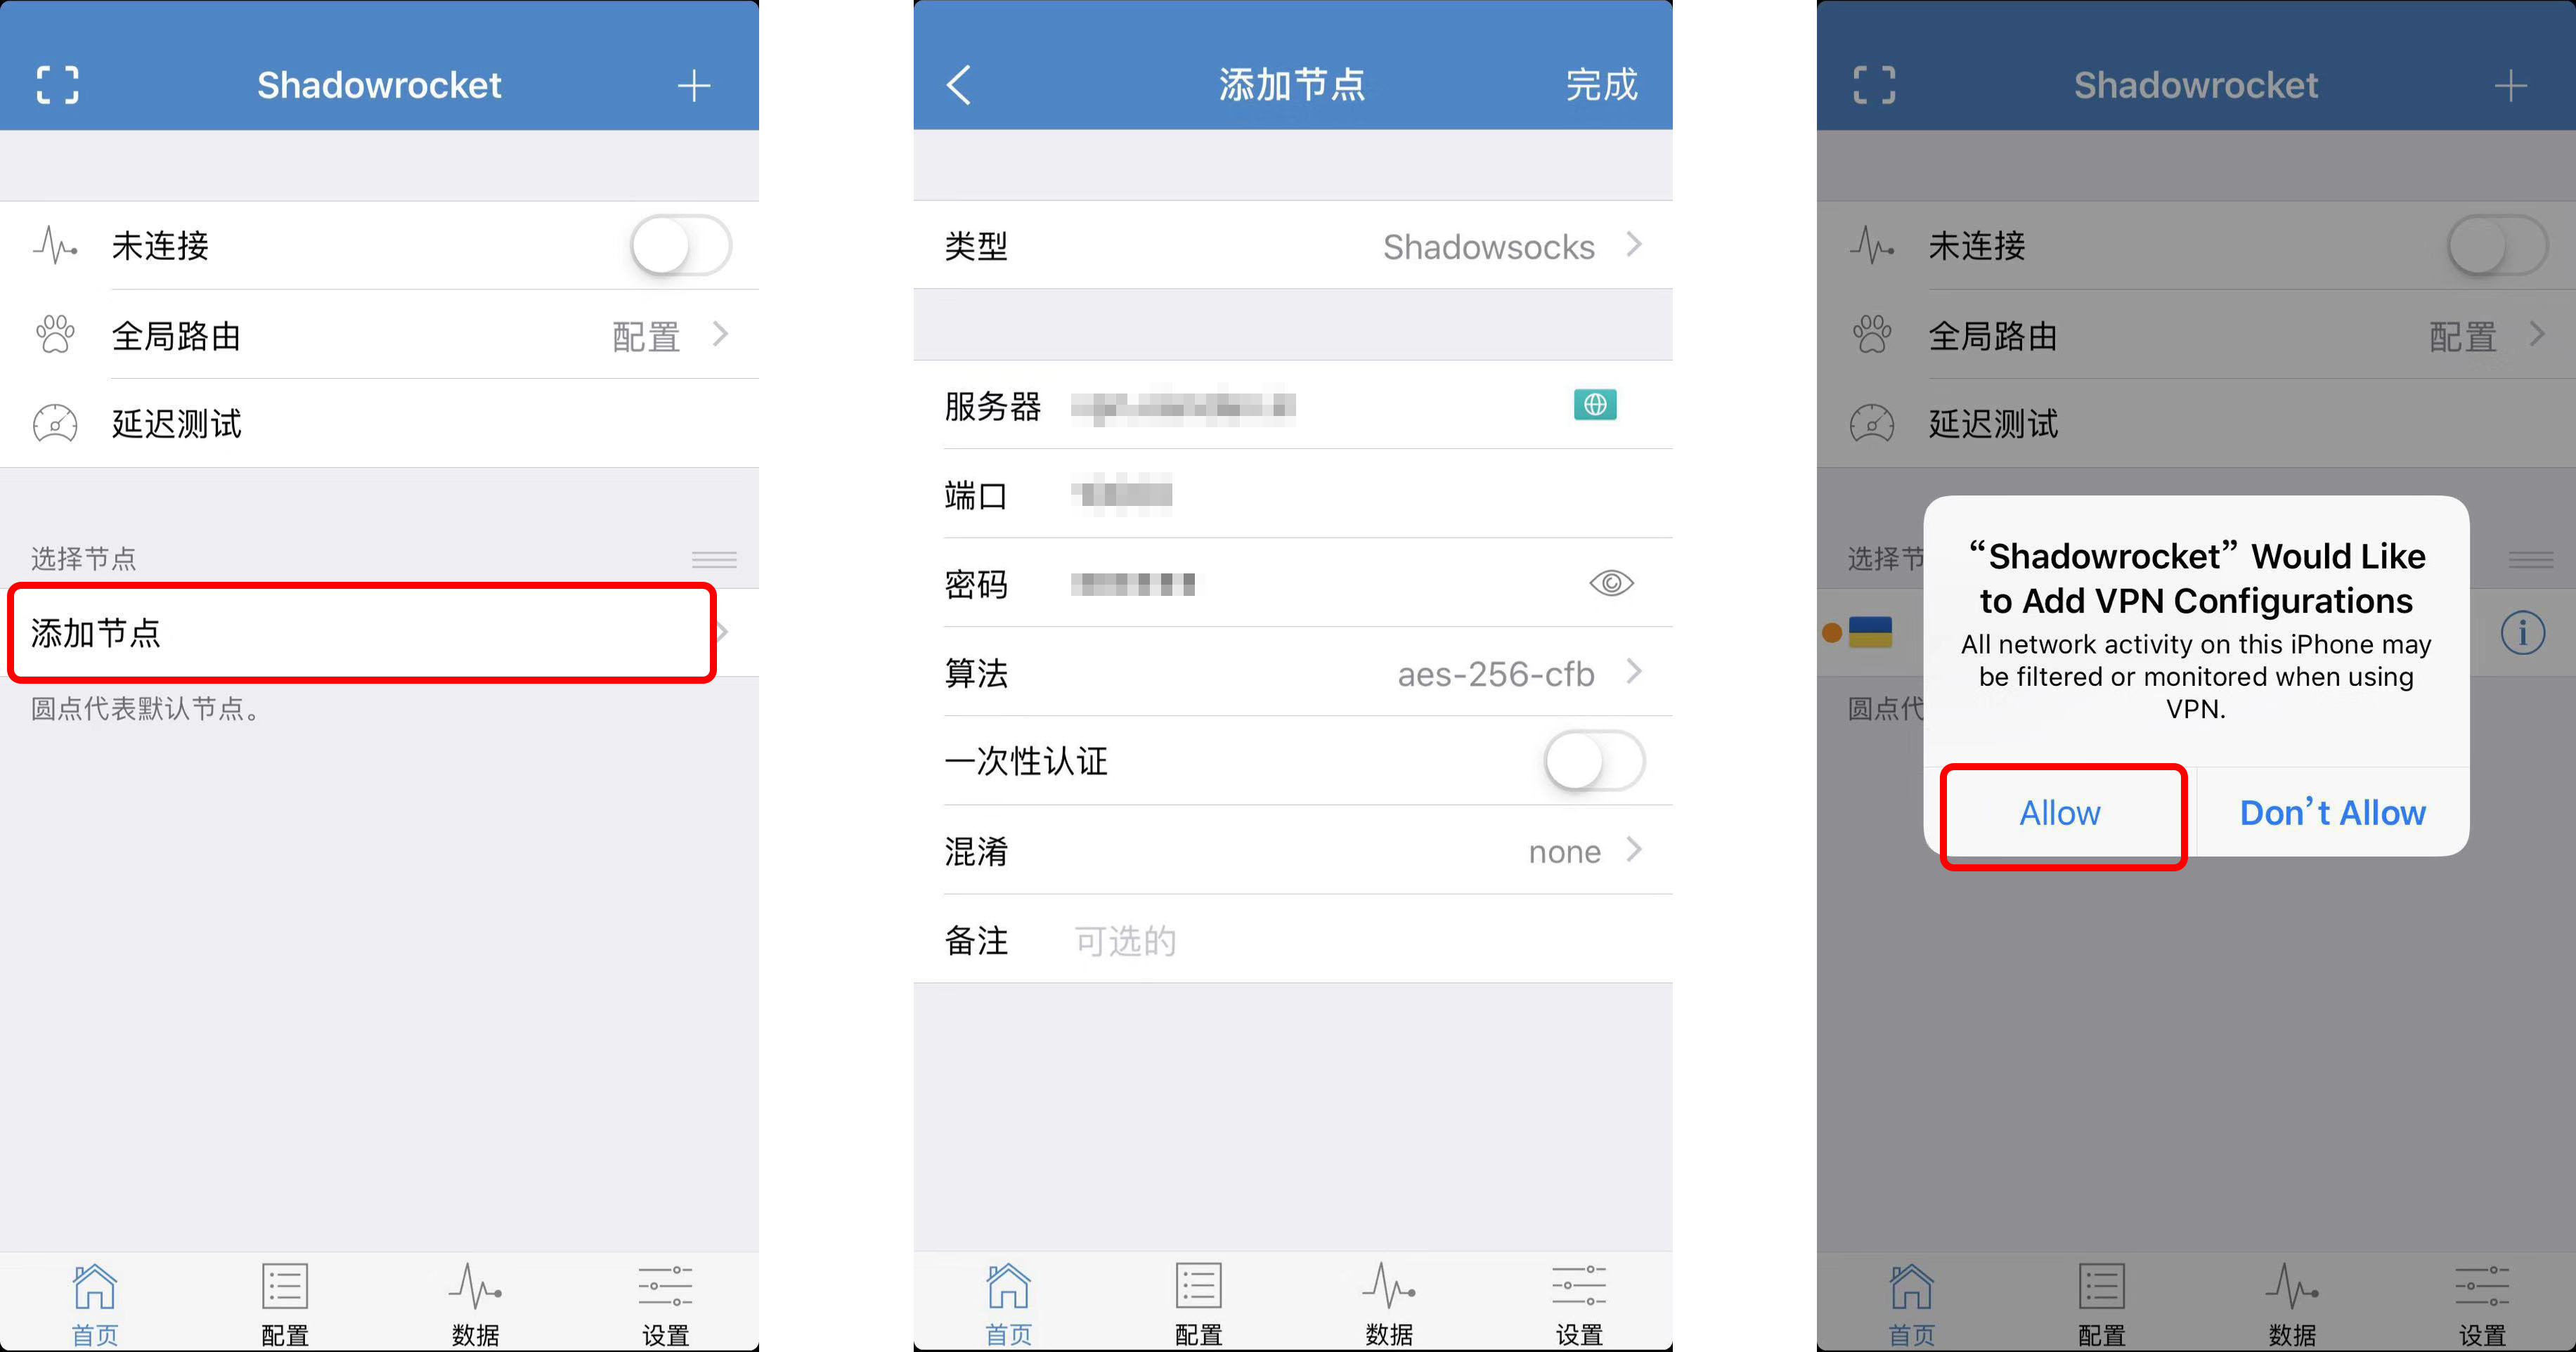 Shadowrocket
未连接
全局路由 配置
延迟测试
选择节点
添加节点
圆点代表默认节点。
首页 配置 数据 设置
添加节点 完成
类型 Shadowsocks
服务器
端口
密码
算法 aes-256-cfb
一次性认证
混淆 none
备注 可选的
首页 配置 数据 设置
Shadowrocket
未连接
全局路由 配置
延迟测试
选择节
圆点代
“Shadowrocket” Would Like
to Add VPN Configurations
All network activity on this iPhone may
be filtered or monitored when using
VPN.
Allow Don’t Allow
首页 配置 数据 设置